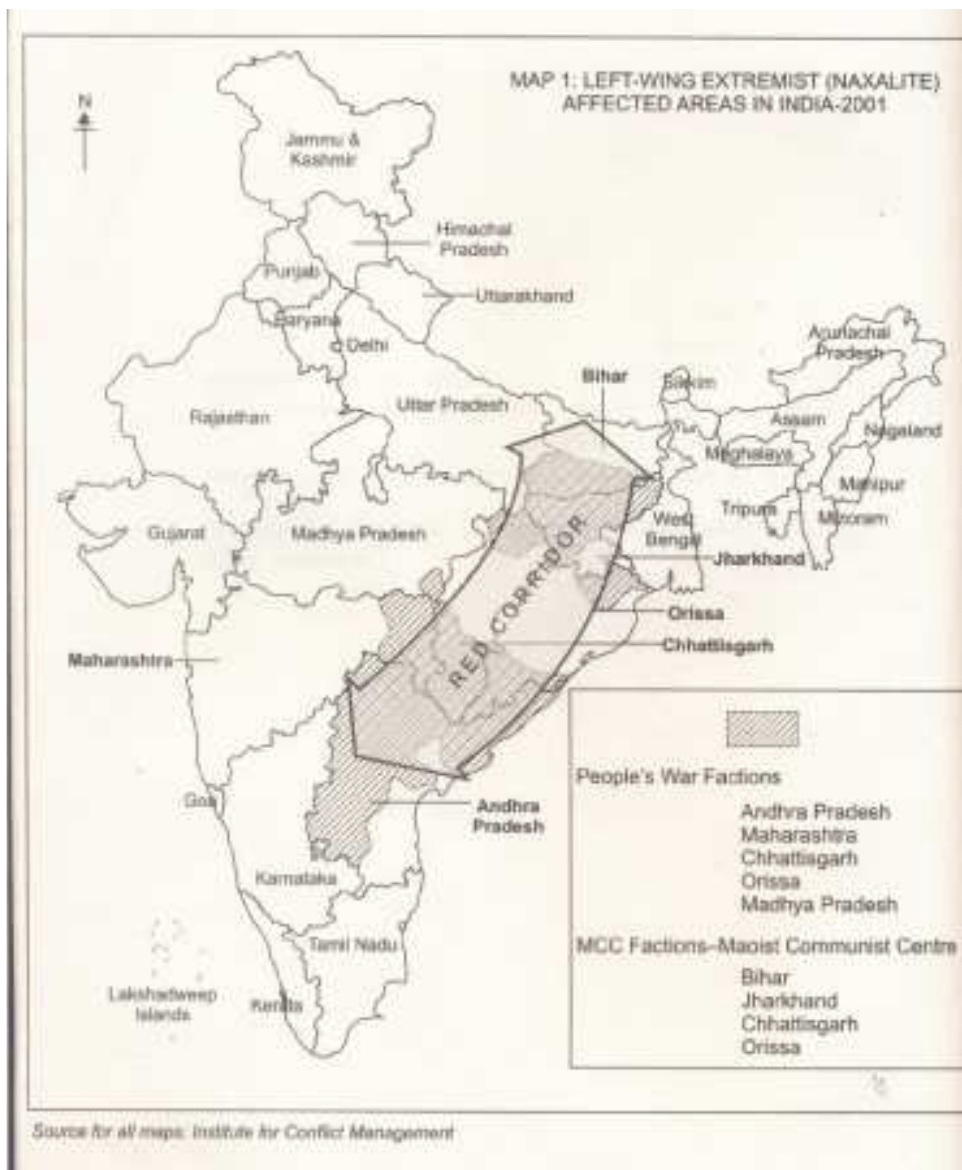 MAP 1: LEFT-WING EXTREMIST (NAXALITE)
AFFECTED AREAS IN INDIA-2001
N
Jammu &
Kashmir
Himachal
Pradesh
Punjab
Uttarakhand
Haryana
Delhi
Arunachal
Pradesh
Bihar
Sikkim
Rajasthan
Uttar Pradesh
Assam
Nagaland
Meghalaya
Manipur
Tripura
Mizoram
West
Bengal
Gujarat
Madhya Pradesh
Jharkhand
RED CORRIDOR
Orissa
Chhattisgarh
Maharashtra
Goa
Andhra
Pradesh
Karnataka
Tamil Nadu
Lakshadweep
Islands
Kerala
People's War Factions
Andhra Pradesh
Maharashtra
Chhattisgarh
Orissa
Madhya Pradesh
MCC Factions–Maoist Communist Centre
Bihar
Jharkhand
Chhattisgarh
Orissa
Source for all maps: Institute for Conflict Management